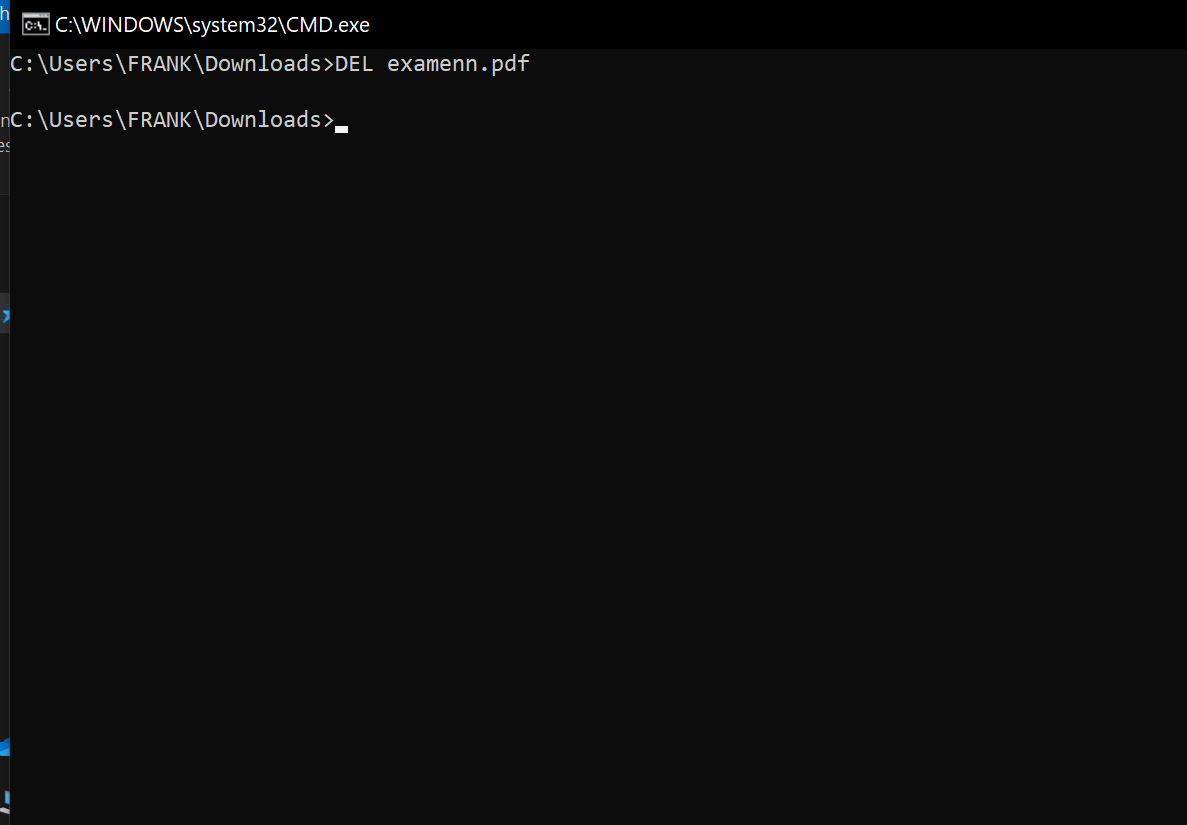 C:\WINDOWS\system32\CMD.exe
C:\Users\FRANK\Downloads>DEL examenn.pdf
C:\Users\FRANK\Downloads>